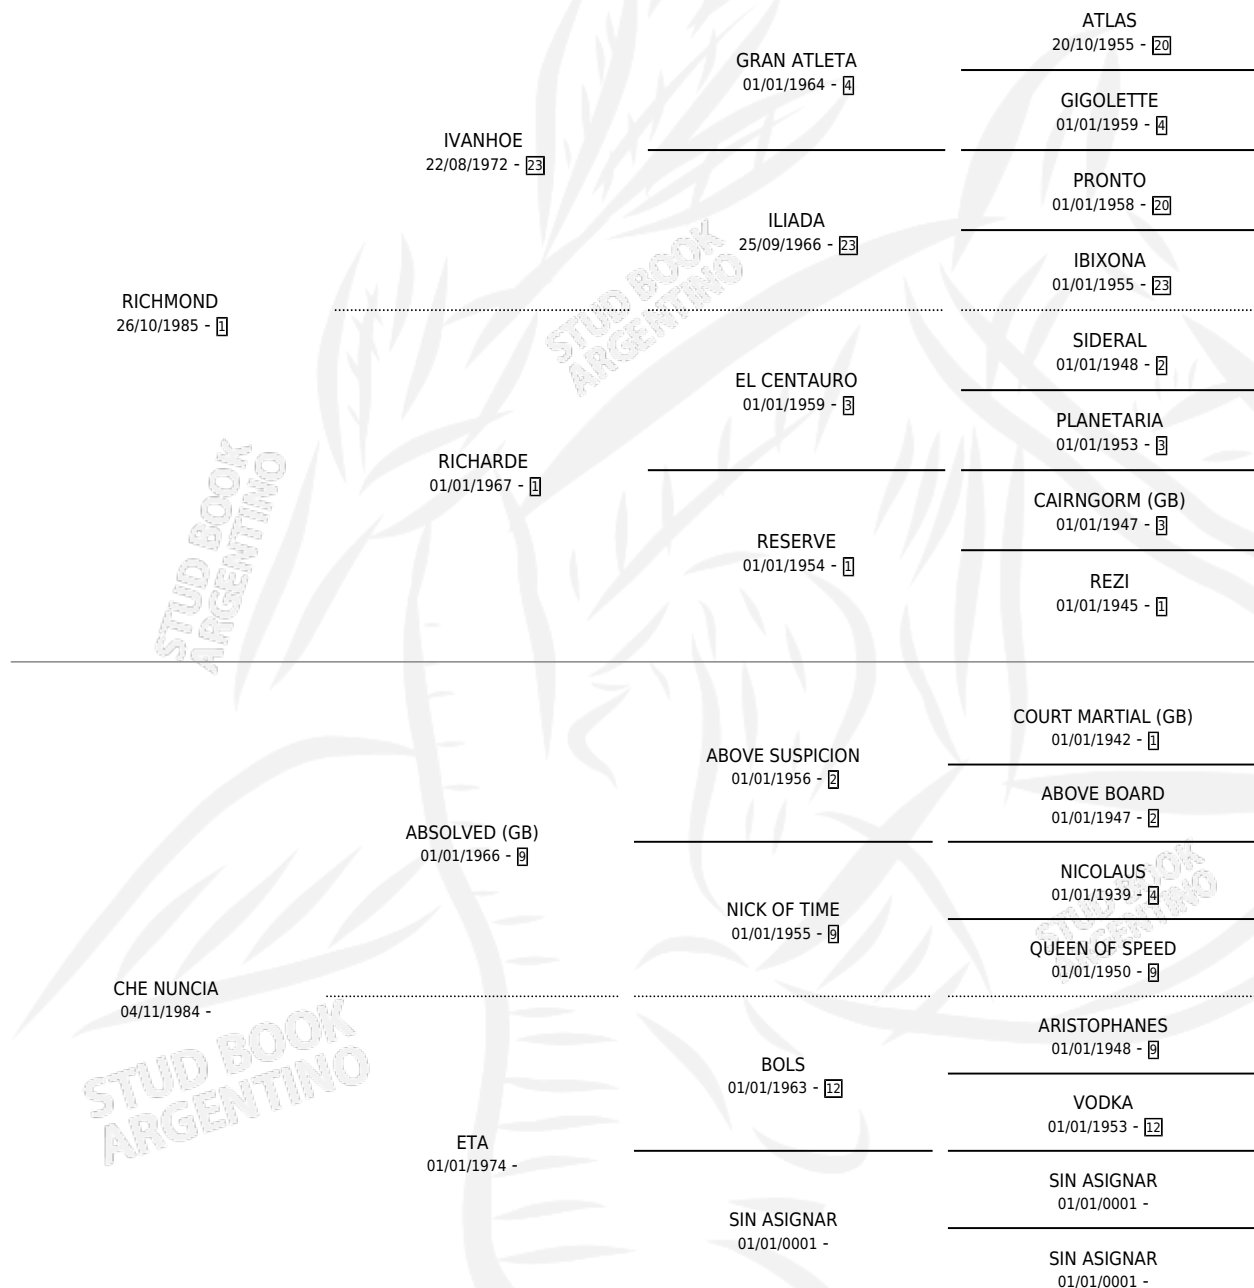 ATLAS
20/10/1955 - 20
GRAN ATLETA
01/01/1964 - 4
GIGOLETTE
01/01/1959 - 4
IVANHOE
22/08/1972 - 23
PRONTO
01/01/1958 - 20
ILIADA
25/09/1966 - 23
IBIXONA
01/01/1955 - 23
RICHMOND
26/10/1985 - 1
SIDERAL
01/01/1948 - 2
EL CENTAURO
01/01/1959 - 3
PLANETARIA
01/01/1953 - 3
RICHARDE
01/01/1967 - 1
CAIRNGORM (GB)
01/01/1947 - 3
RESERVE
01/01/1954 - 1
REZI
01/01/1945 - 1
COURT MARTIAL (GB)
01/01/1942 - 1
ABOVE SUSPICION
01/01/1956 - 2
ABOVE BOARD
01/01/1947 - 2
ABSOLVED (GB)
01/01/1966 - 9
NICOLAUS
01/01/1939 - 4
NICK OF TIME
01/01/1955 - 9
QUEEN OF SPEED
01/01/1950 - 9
CHE NUNCIA
04/11/1984 -
ARISTOPHANES
01/01/1948 - 9
BOLS
01/01/1963 - 12
VODKA
01/01/1953 - 12
ETA
01/01/1974 -
SIN ASIGNAR
01/01/0001 -
SIN ASIGNAR
01/01/0001 -
SIN ASIGNAR
01/01/0001 -
STUD BOOK
ARGENTINO
STUD BOOK
ARGENTINO
STUD BOOK
ARGENTINO
STUD BOOK
ARGENTINO